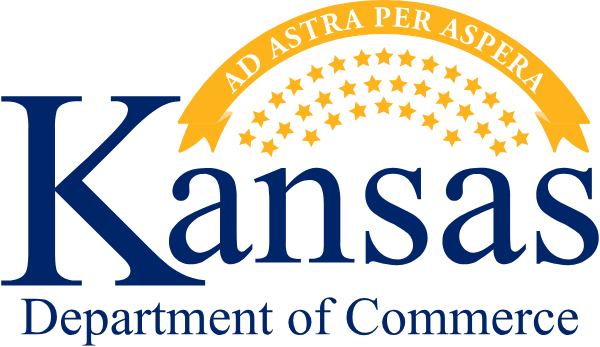 AD ASTRA PER ASPERA
Kansas
Department of Commerce